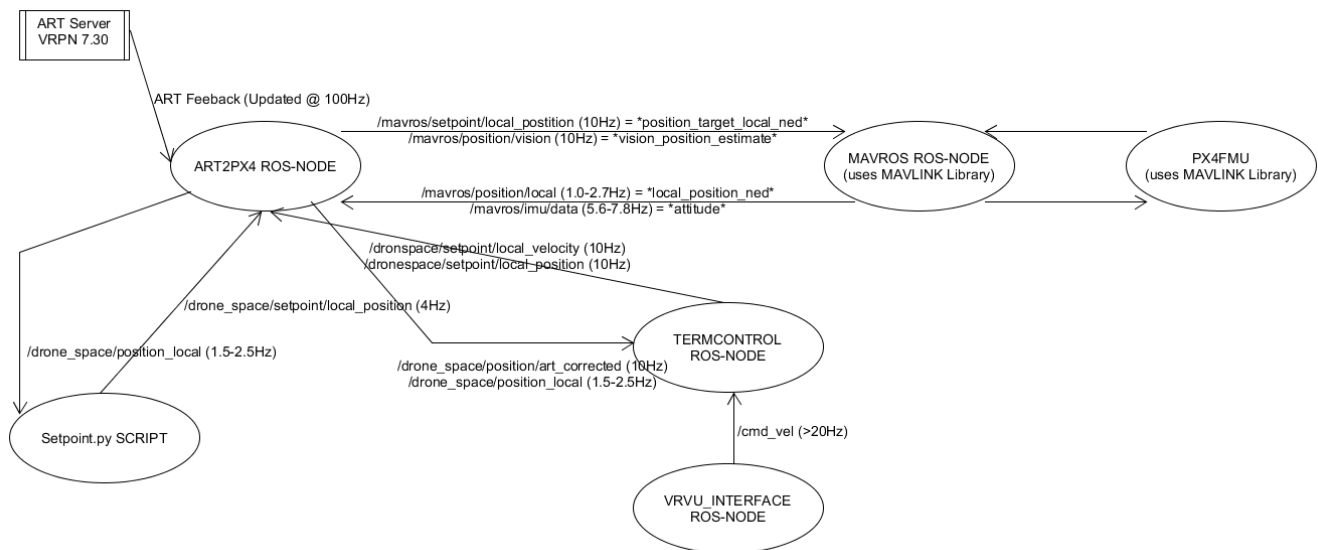 ART Server
VRPN 7.30
ART Feeback (Updated @ 100Hz)
/mavros/setpoint/local_postition (10Hz) = *position_target_local_ned*
/mavros/position/vision (10Hz) = *vision_position_estimate*
ART2PX4 ROS-NODE
MAVROS ROS-NODE
(uses MAVLINK Library)
PX4FMU
(uses MAVLINK Library)
/mavros/position/local (1.0-2.7Hz) = *local_position_ned*
/mavros/imu/data (5.6-7.8Hz) = *attitude*
/dronspace/setpoint/local_velocity (10Hz)
/dronespace/setpoint/local_position (10Hz)
/drone_space/setpoint/local_position (4Hz)
TERMCONTROL
ROS-NODE
/drone_space/position_local (1.5-2.5Hz)
/drone_space/position/art_corrected (10Hz)
/drone_space/position_local (1.5-2.5Hz)
Setpoint.py SCRIPT
/cmd_vel (>20Hz)
VRVU_INTERFACE
ROS-NODE